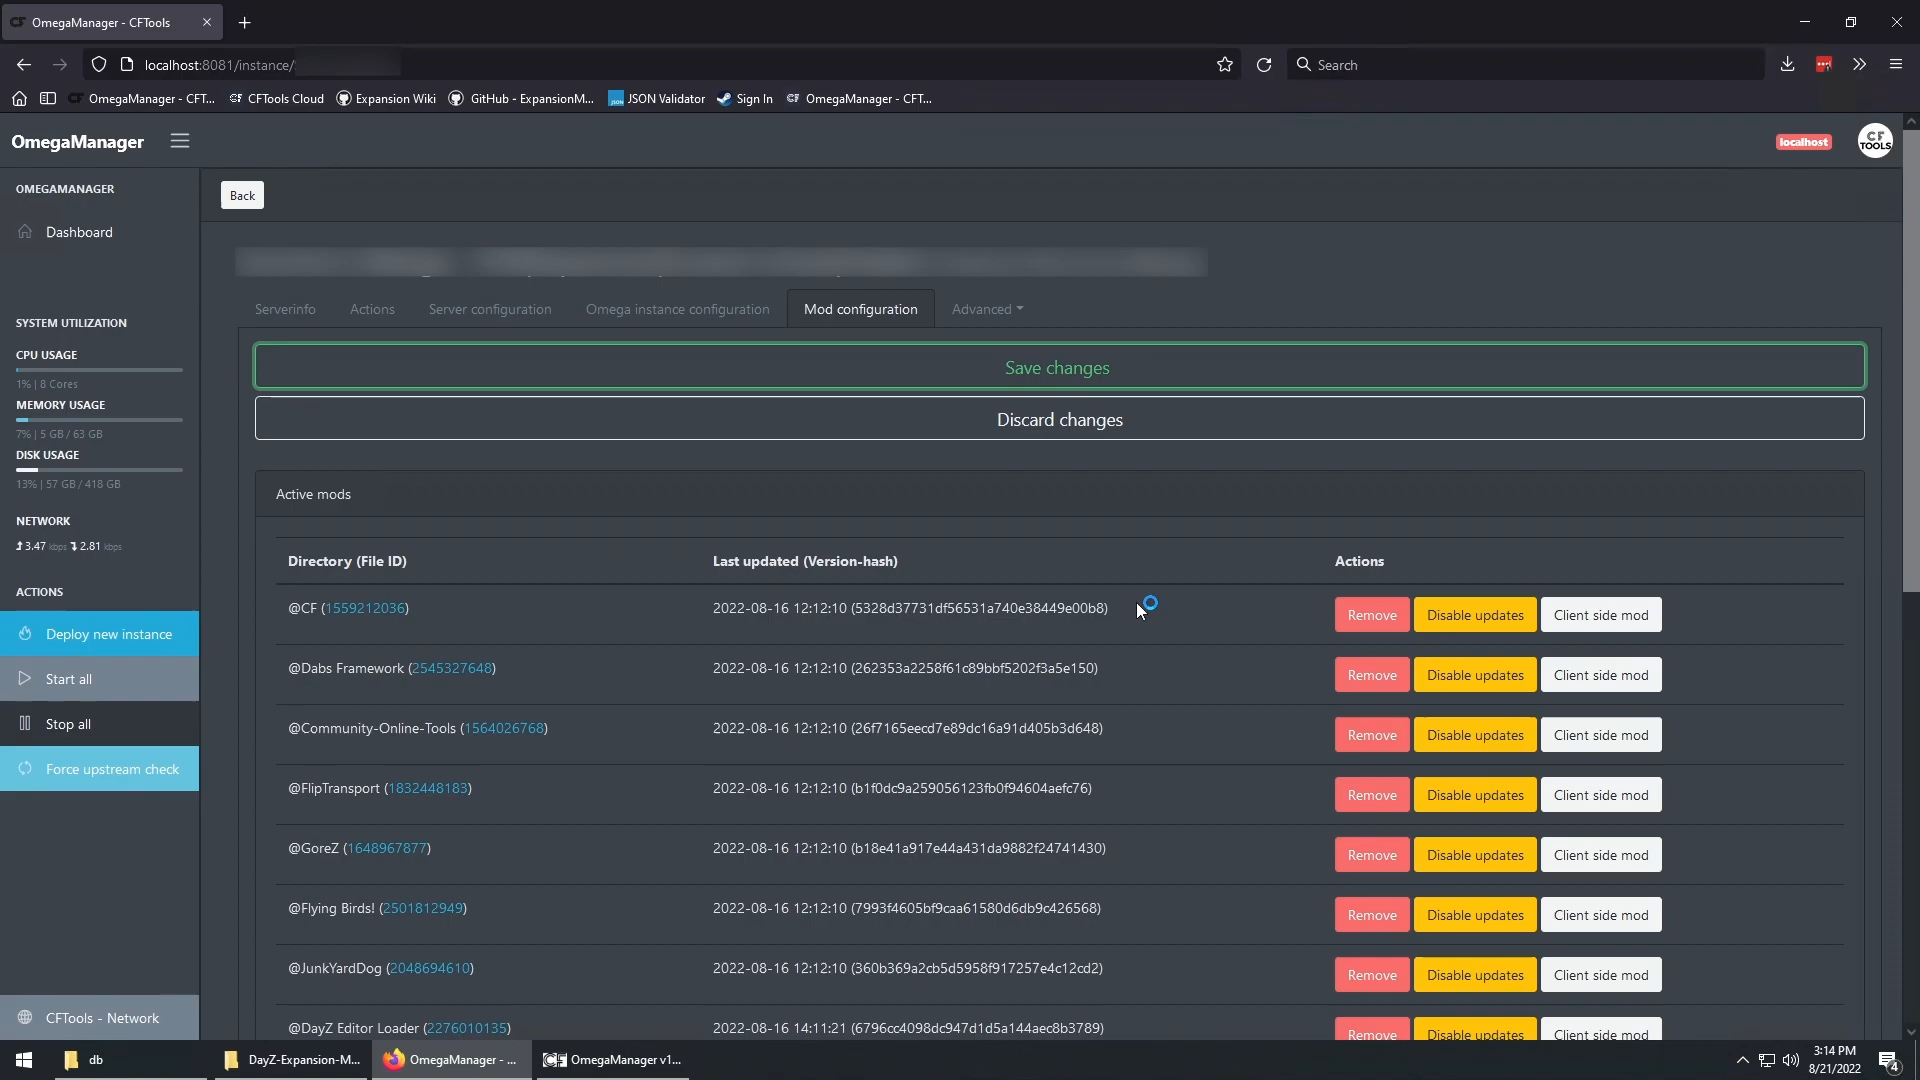 OmegaManager - CFTools
localhost:8081/instance/
Search
OmegaManager - CFT...
CFTools Cloud
Expansion Wiki
GitHub - ExpansionM...
JSON Validator
Sign In
OmegaManager - CFT...
OmegaManager
localhost
CF TOOLS
OMEGAMANAGER
Dashboard
SYSTEM UTILIZATION
CPU USAGE
1% | 8 Cores
MEMORY USAGE
7% | 5 GB / 63 GB
DISK USAGE
13% | 57 GB / 418 GB
NETWORK
3.47 kbps 2.81 kbps
ACTIONS
Deploy new instance
Start all
Stop all
Force upstream check
CFTools - Network
Back
Serverinfo
Actions
Server configuration
Omega instance configuration
Mod configuration
Advanced
Save changes
Discard changes
Active mods
Directory (File ID) Last updated (Version-hash) Actions
@CF (1559212036) 2022-08-16 12:12:10 (5328d37731df56531a740e38449e00b8) Remove Disable updates Client side mod
@Dabs Framework (2545327648) 2022-08-16 12:12:10 (262353a2258f61c89bbf5202f3a5e150) Remove Disable updates Client side mod
@Community-Online-Tools (1564026768) 2022-08-16 12:12:10 (26f7165eecd7e89dc16a91d405b3d648) Remove Disable updates Client side mod
@FlipTransport (1832448183) 2022-08-16 12:12:10 (b1f0dc9a259056123fb0f94604aefc76) Remove Disable updates Client side mod
@GoreZ (1648967877) 2022-08-16 12:12:10 (b18e41a917e44a431da9882f24741430) Remove Disable updates Client side mod
@Flying Birds! (2501812949) 2022-08-16 12:12:10 (7993f4605bf9caa61580d6db9c426568) Remove Disable updates Client side mod
@JunkYardDog (2048694610) 2022-08-16 12:12:10 (360b369a2cb5d5958f917257e4c12cd2) Remove Disable updates Client side mod
@DayZ Editor Loader (2276010135) 2022-08-16 14:11:21 (6796cc4098dc947d1d5a144aec8b3789) Remove Disable updates Client side mod
db
DayZ-Expansion-M...
OmegaManager - ...
OmegaManager v1...
3:14 PM
8/21/2022
4